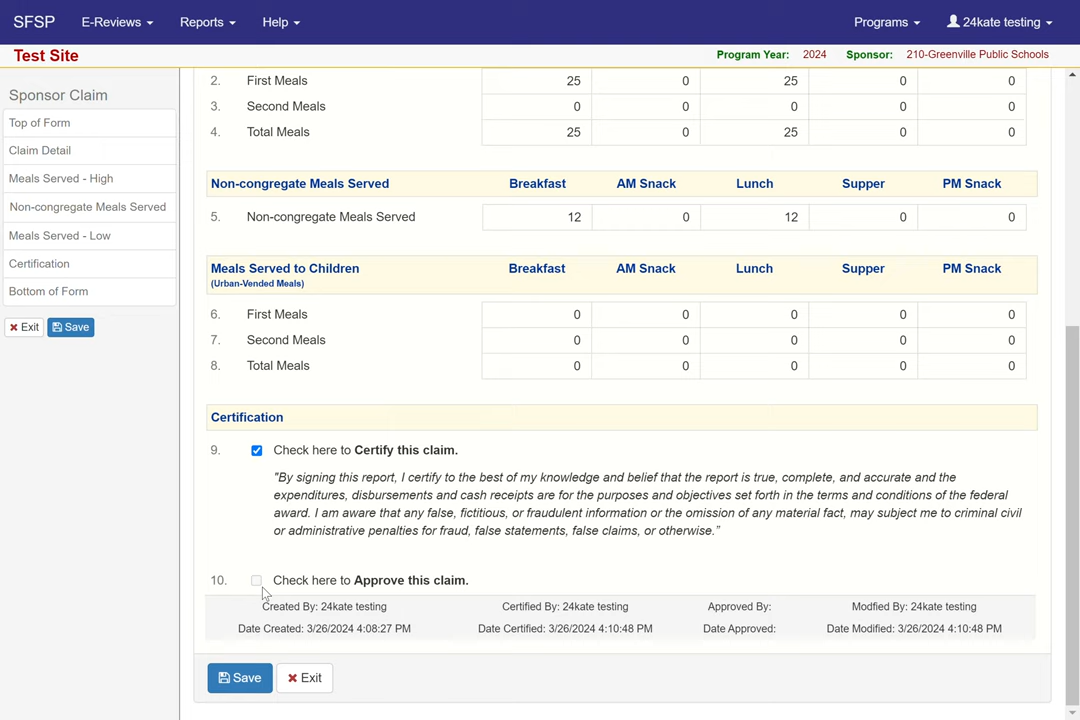 SFSP E-Reviews Reports Help Programs 24kate testing
Test Site Program Year: 2024 Sponsor: 210-Greenville Public Schools
Sponsor Claim
Top of Form
Claim Detail
Meals Served - High
Non-congregate Meals Served
Meals Served - Low
Certification
Bottom of Form
Exit Save
2. First Meals 25 0 25 0 0
3. Second Meals 0 0 0 0 0
4. Total Meals 25 0 25 0 0
Non-congregate Meals Served Breakfast AM Snack Lunch Supper PM Snack
5. Non-congregate Meals Served 12 0 12 0 0
Meals Served to Children Breakfast AM Snack Lunch Supper PM Snack
(Urban-Vended Meals)
6. First Meals 0 0 0 0 0
7. Second Meals 0 0 0 0 0
8. Total Meals 0 0 0 0 0
Certification
9. Check here to Certify this claim.
"By signing this report, I certify to the best of my knowledge and belief that the report is true, complete, and accurate and the
expenditures, disbursements and cash receipts are for the purposes and objectives set forth in the terms and conditions of the federal
award. I am aware that any false, fictitious, or fraudulent information or the omission of any material fact, may subject me to criminal civil
or administrative penalties for fraud, false statements, false claims, or otherwise.”
10. Check here to Approve this claim.
Created By: 24kate testing Certified By: 24kate testing Approved By: Modfied By: 24kate testing
Date Created: 3/26/2024 4:08:27 PM Date Certified: 3/26/2024 4:10:48 PM Date Approved: Date Modified: 3/26/2024 4:10:48 PM
Save Exit